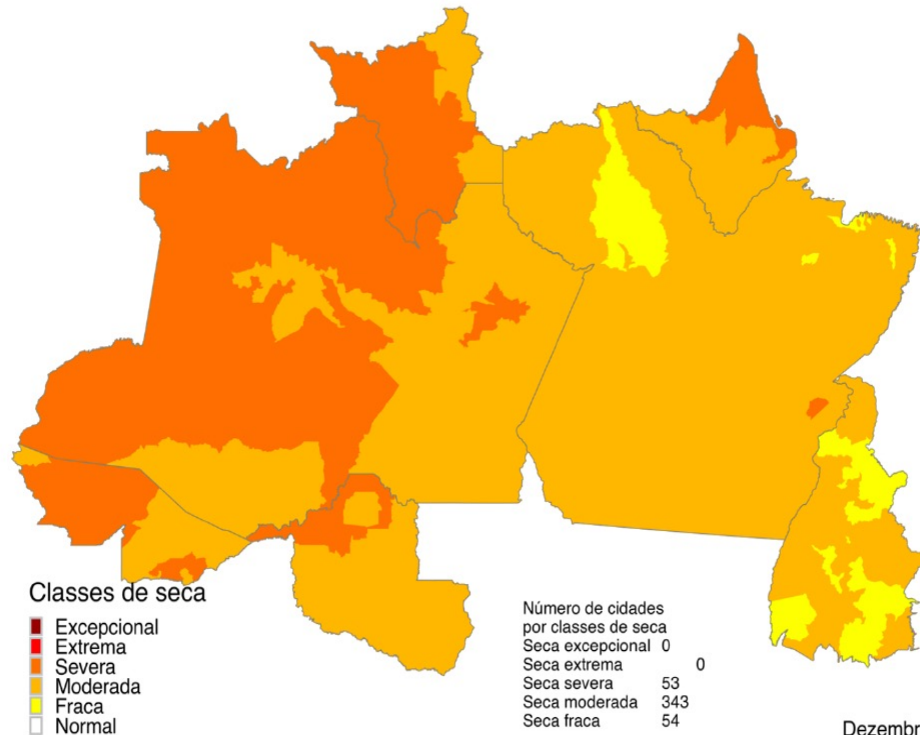 Classes de seca
Excepcional
Extrema
Severa
Moderada
Fraca
Normal
Número de cidades
por classes de seca
Seca excepcional 0
Seca extrema 0
Seca severa 53
Seca moderada 343
Seca fraca 54
Dezembr